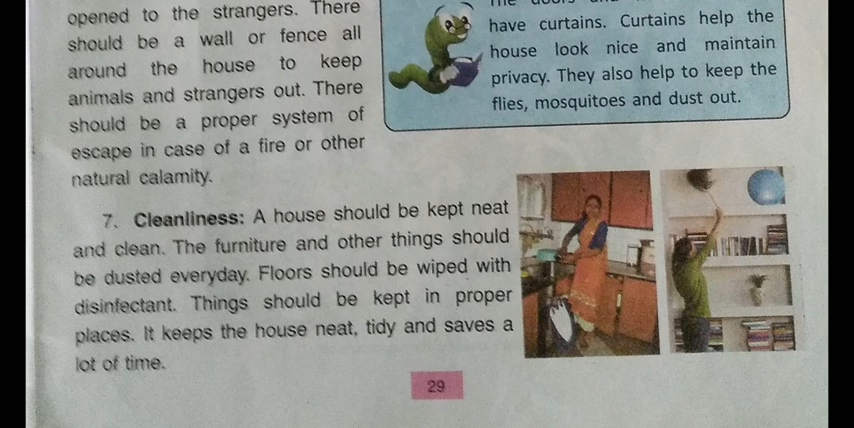 opened to the strangers. There
should be a wall or fence all
around the house to keep
animals and strangers out. There
should be a proper system of
escape in case of a fire or other
natural calamity.
have curtains. Curtains help the
house look nice and maintain
privacy. They also help to keep the
flies, mosquitoes and dust out.
7. Cleanliness: A house should be kept neat
and clean. The furniture and other things should
be dusted everyday. Floors should be wiped with
disinfectant. Things should be kept in proper
places. It keeps the house neat, tidy and saves a
lot of time.
29